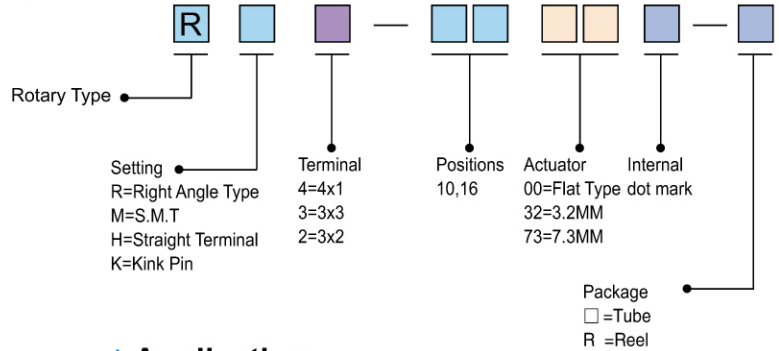 R — —
Rotary Type
Setting
R=Right Angle Type
M=S.M.T
H=Straight Terminal
K=Kink Pin
Terminal
4=4x1
3=3x3
2=3x2
Positions
10,16
Actuator
00=Flat Type
32=3.2MM
73=7.3MM
Internal
dot mark
Package
□ =Tube
R =Reel